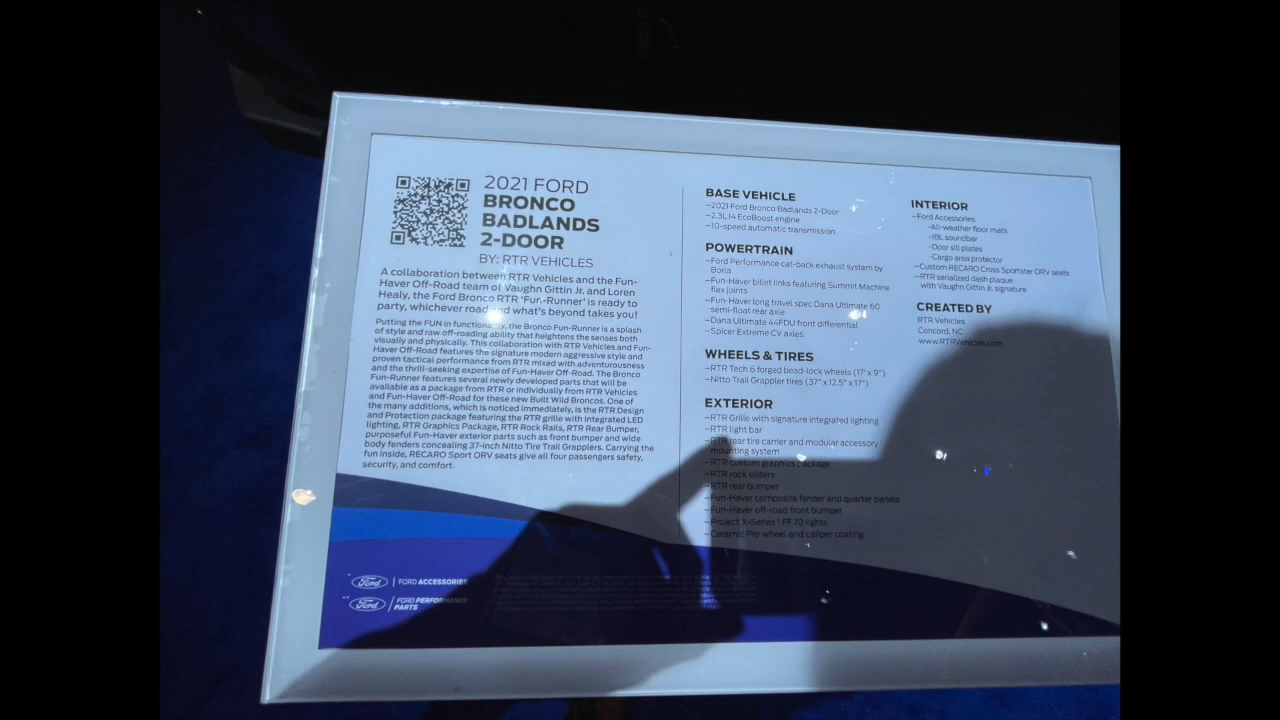 2021 FORD
BRONCO
BADLANDS
2-DOOR
BY: RTR VEHICLES
A collaboration between RTR Vehicles and the Fun-
Haver Off-Road team of Vaughn Gittin Jr. and Loren
Healy, the Ford Bronco RTR 'Fun-Runner' is ready to
party, whichever road and what's beyond takes you!
Putting the FUN in functionality, the Bronco Fun-Runner is a splash
of style and raw off-roading ability that heightens the senses both
visually and physically. This collaboration with RTR Vehicles and Fun-
Haver Off-Road features the signature modern aggressive style and
proven tactical performance from RTR mixed with adventurousness
and the thrill-seeking expertise of Fun-Haver Off-Road. The Bronco
Fun-Runner features several newly developed parts that will be
available as a package from RTR or individually from RTR Vehicles
and Fun-Haver Off-Road for these new Built Wild Broncos. One of
the many additions, which is noticed immediately, is the RTR Design
and Protection package featuring the RTR grille with integrated LED
lighting, RTR Graphics Package, RTR Rock Rails, RTR Rear Bumper,
purposeful Fun-Haver exterior parts such as front bumper and wide
body fenders concealing 37-inch Nitto Tire Trail Grapplers. Carrying the
fun inside, RECARO Sport ORV seats give all four passengers safety,
security, and comfort.
Ford | FORD ACCESSORIES
Ford | FORD PERFORMANCE
PARTS
BASE VEHICLE
–2021 Ford Bronco Badlands 2-Door
–2.3L I4 EcoBoost engine
–10-speed automatic transmission
POWERTRAIN
–Ford Performance cat-back exhaust system by
Borla
–Fun-Haver billet links featuring Summit Machine
flex joints
–Fun-Haver long travel spec Dana Ultimate 60
semi-float rear axle
–Dana Ultimate 44FDU front differential
–Spicer Extreme CV axles
WHEELS & TIRES
–RTR Tech 6 forged bead-lock wheels (17" x 9")
–Nitto Trail Grappler tires (37" x 12.5" x 17")
EXTERIOR
–RTR Grille with signature integrated lighting
–RTR light bar
–RTR rear tire carrier and modular accessory
mounting system
–RTR custom graphics package
–RTR rock sliders
–RTR rear bumper
–Fun-Haver composite fender and quarter panels
–Fun-Haver off-road front bumper
–Project X-Series 1 FF.70 lights
–Ceramic Pro wheel and caliper coating
INTERIOR
–Ford Accessories
-All-weather floor mats
-JBL soundbar
-Door sill plates
-Cargo area protector
–Custom RECARO Cross Sportster ORV seats
–RTR serialized dash plaque
with Vaughn Gittin Jr. signature
CREATED BY
RTR Vehicles
Concord, NC
www.RTRVehicles.com